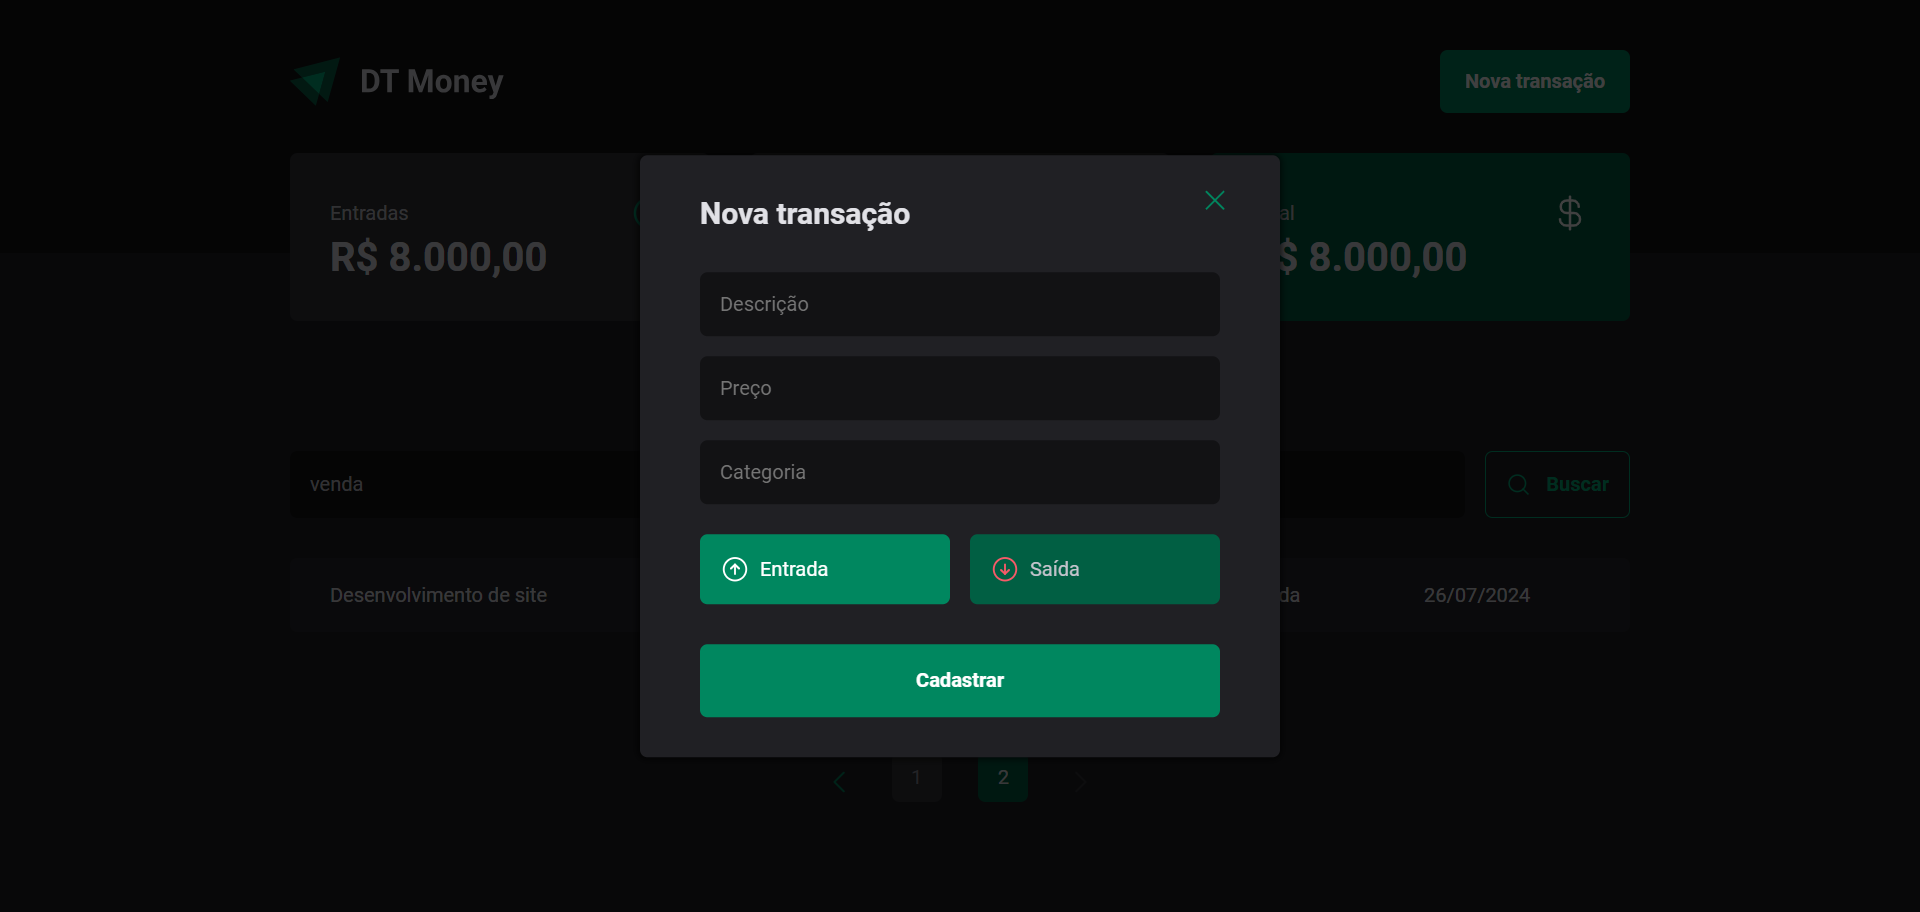 DT Money
Nova transação
Entradas
R$ 8.000,00
al
$ 8.000,00
Nova transação
Descrição
Preço
Categoria
Entrada
Saída
Cadastrar
venda
Buscar
Desenvolvimento de site
da
26/07/2024
1
2